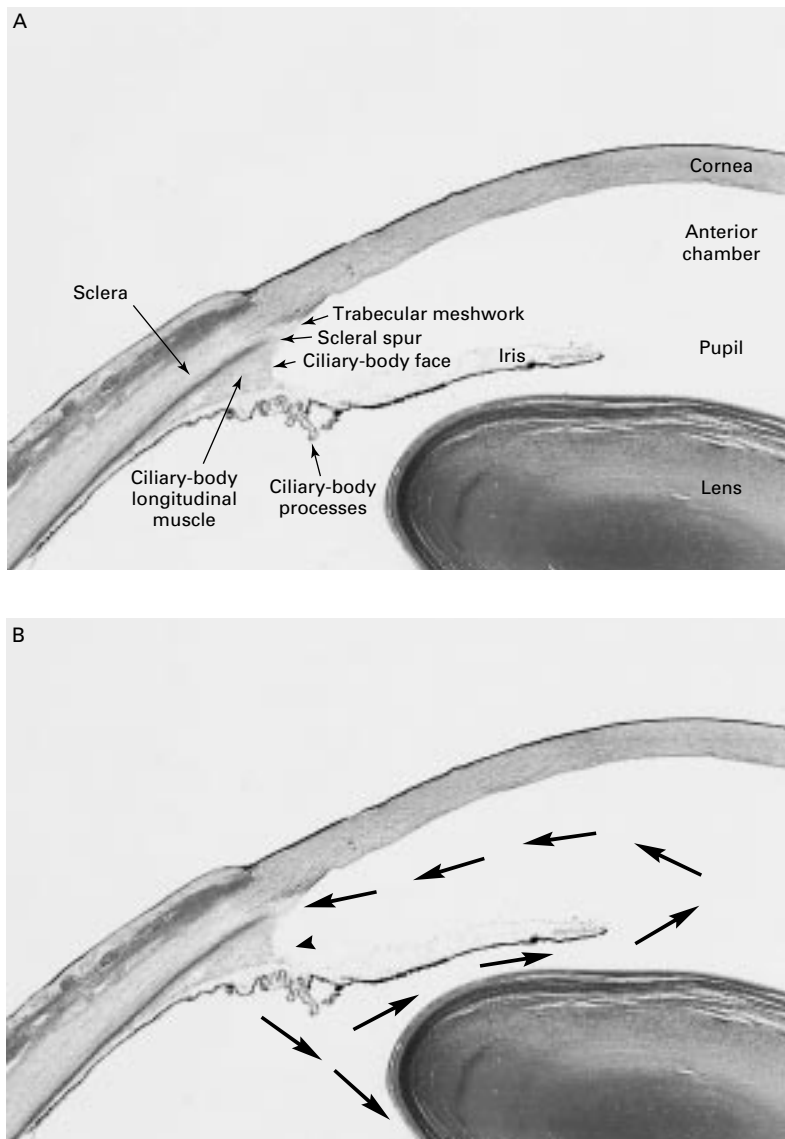 A
Cornea
Anterior
chamber
Sclera
Trabecular meshwork
Scleral spur
Pupil
Ciliary-body face
Iris
Ciliary-body
longitudinal
muscle
Ciliary-body
processes
Lens
B